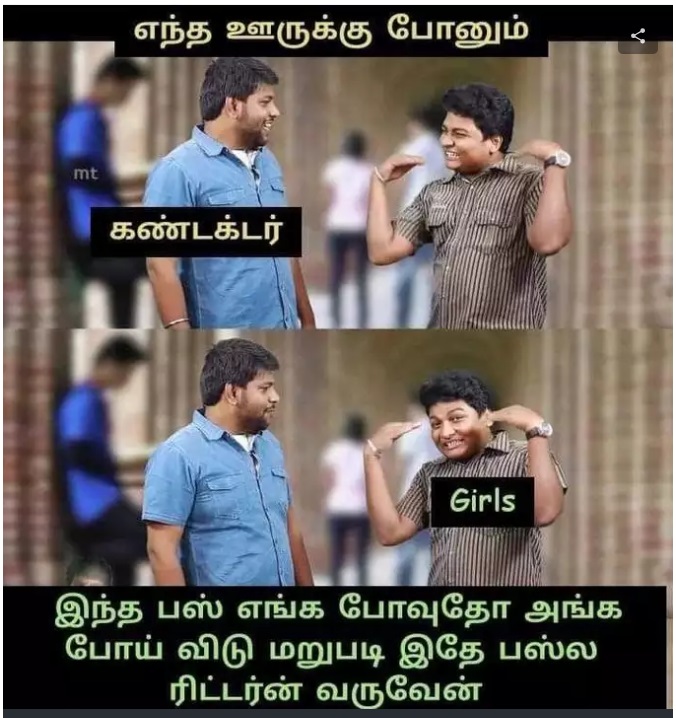 எந்த ஊருக்கு போனும்
mt
கண்டக்டர்
Girls
இந்த பஸ் எங்க போவுதோ அங்க
போய் விடு மறுபடி இதே பஸ்ல
ரிட்டர்ன் வருவேன்